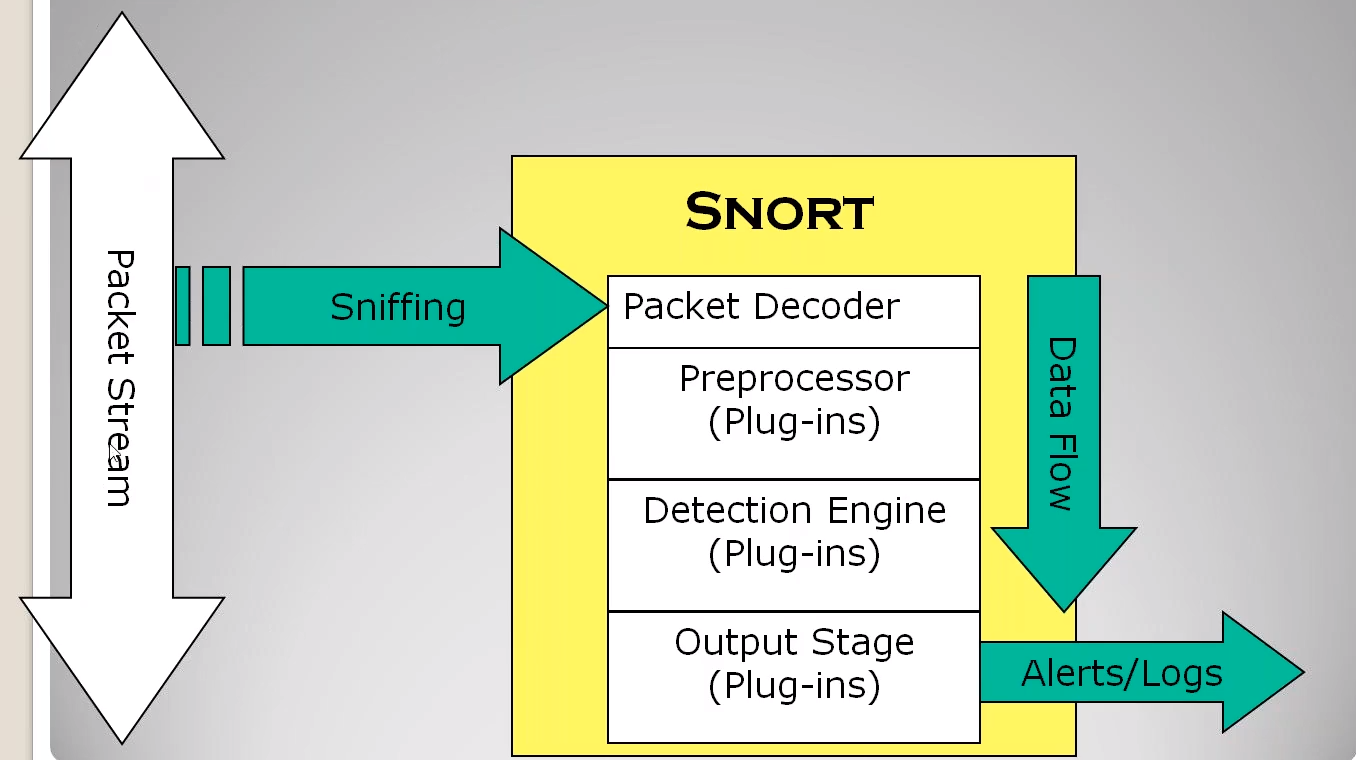 Packet Stream
Sniffing
Snort
Packet Decoder
Preprocessor
(Plug-ins)
Detection Engine
(Plug-ins)
Output Stage
(Plug-ins)
Data Flow
Alerts/Logs